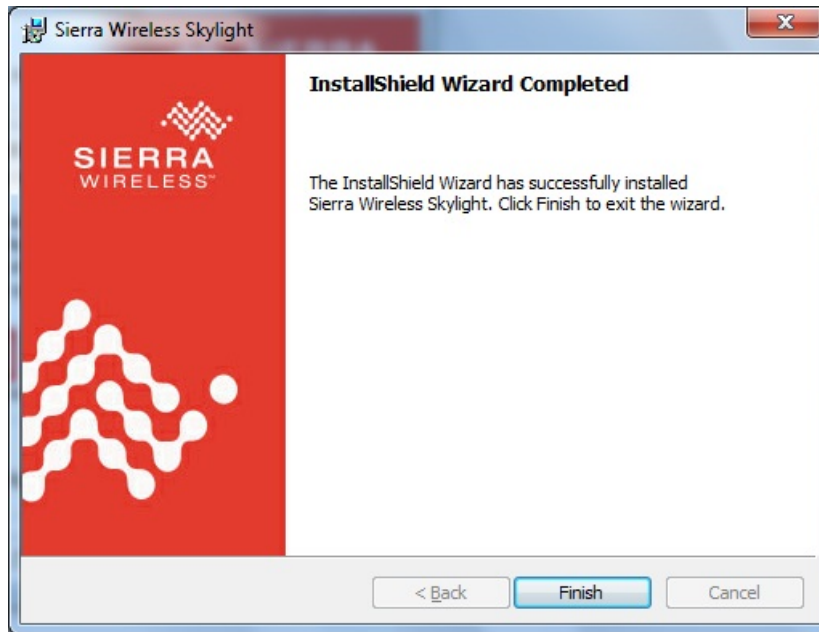 Sierra Wireless Skylight
InstallShield Wizard Completed
SIERRA
WIRELESS™
The InstallShield Wizard has successfully installed
Sierra Wireless Skylight. Click Finish to exit the wizard.
< Back
Finish
Cancel